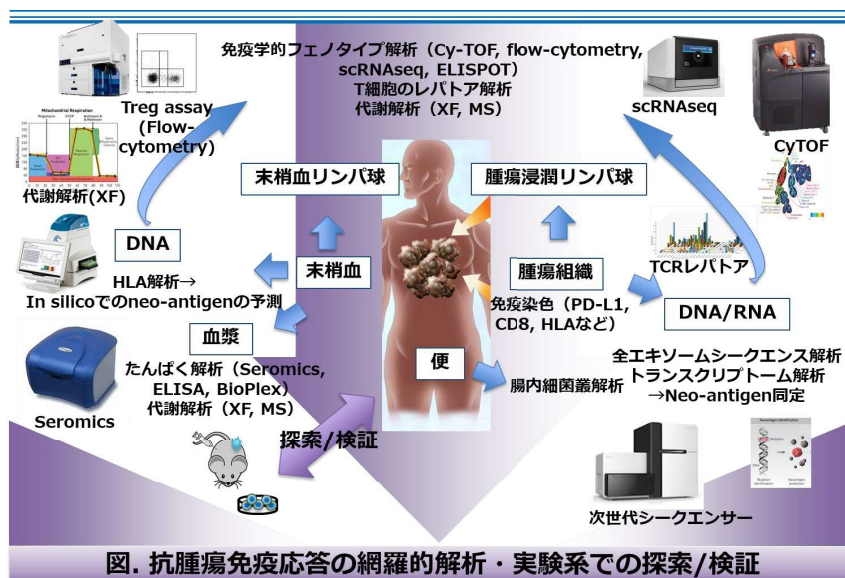 免疫学的フェノタイプ解析（Cy-TOF, flow-cytometry,
scRNAseq, ELISPOT）
T細胞のレパトア解析
代謝解析（XF, MS）
Treg assay
(Flow-
cytometry)
Mitochondrial Respiration
代謝解析(XF)
scRNAseq
CyTOF
末梢血リンパ球
腫瘍浸潤リンパ球
DNA
末梢血
腫瘍組織
TCRレパトア
HLA解析→
In silicoでのneo-antigenの予測
免疫染色（PD-L1,
CD8, HLAなど）
DNA/RNA
血漿
たんぱく解析（Seromics,
ELISA, BioPlex）
代謝解析（XF, MS）
Seromics
便
腸内細菌叢解析
全エキソームシークエンス解析
トランスクリプトーム解析
→Neo-antigen同定
探索/検証
次世代シークエンサー
図. 抗腫瘍免疫応答の網羅的解析・実験系での探索/検証